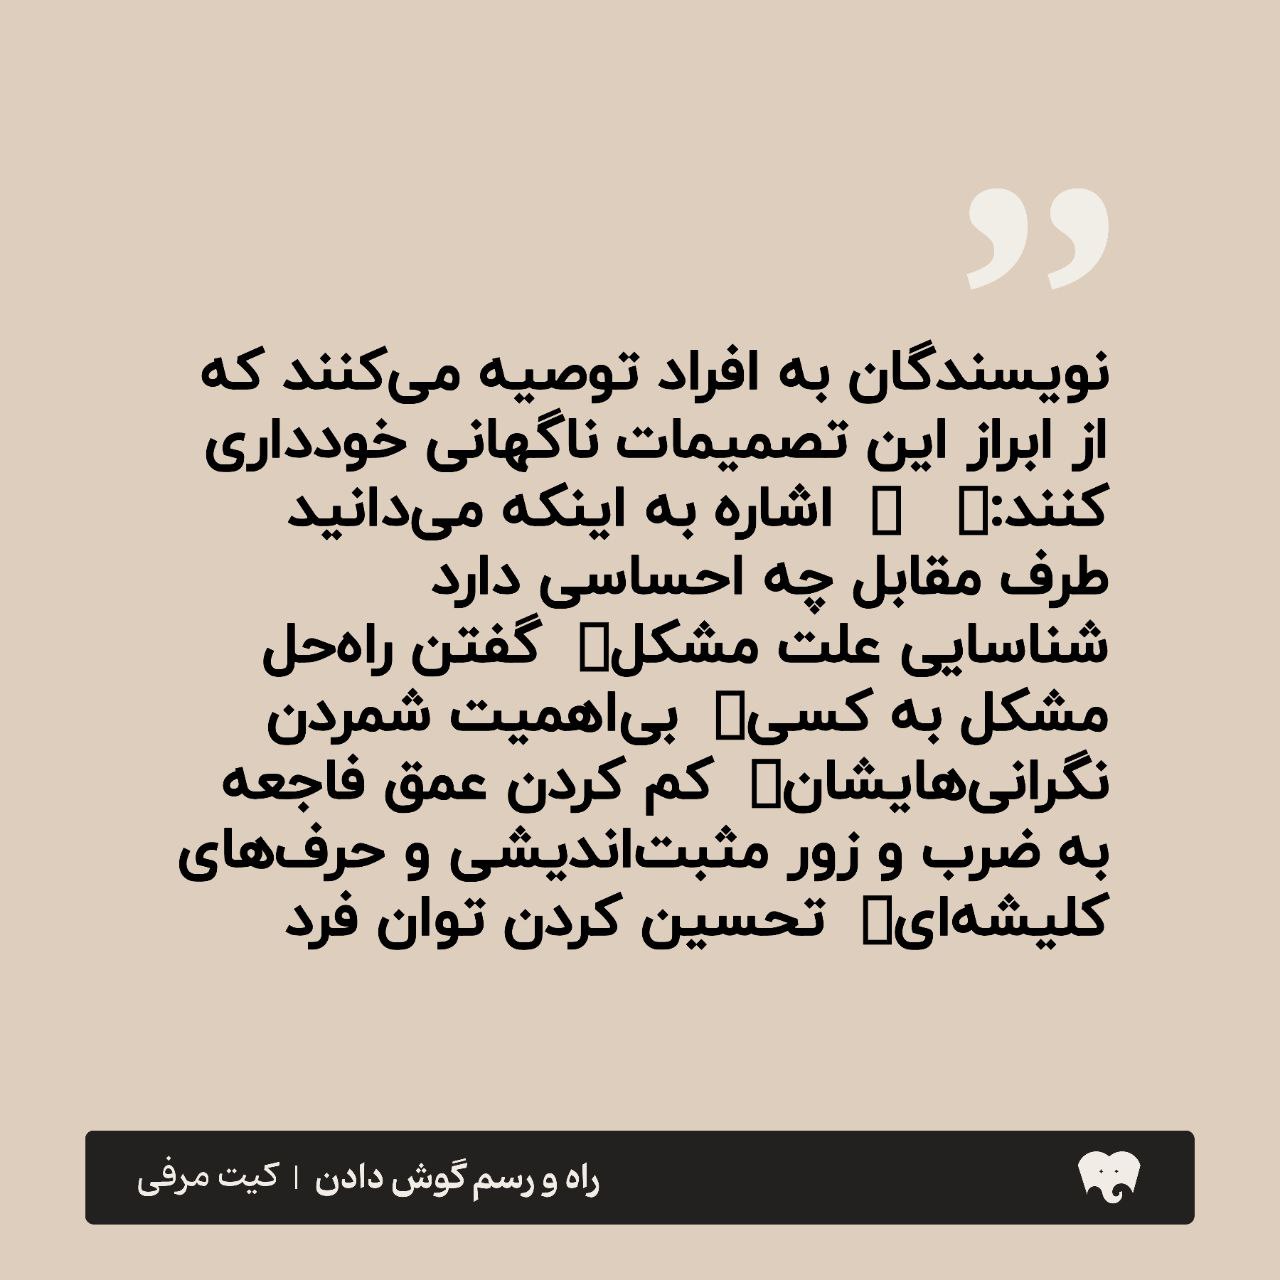 نویسندگان به افراد توصیه می‌کنند که
از ابراز این تصمیمات ناگهانی خودداری
کنند: اشاره به اینکه می‌دانید
طرف مقابل چه احساسی دارد
شناسایی علت مشکل گفتن راه‌حل
مشکل به کسی بی‌اهمیت شمردن
نگرانی‌هایشان کم کردن عمق فاجعه
به ضرب و زور مثبت‌اندیشی و حرف‌های
کلیشه‌ای تحسین کردن توان فرد
راه و رسم گوش دادن | کیت مرفی